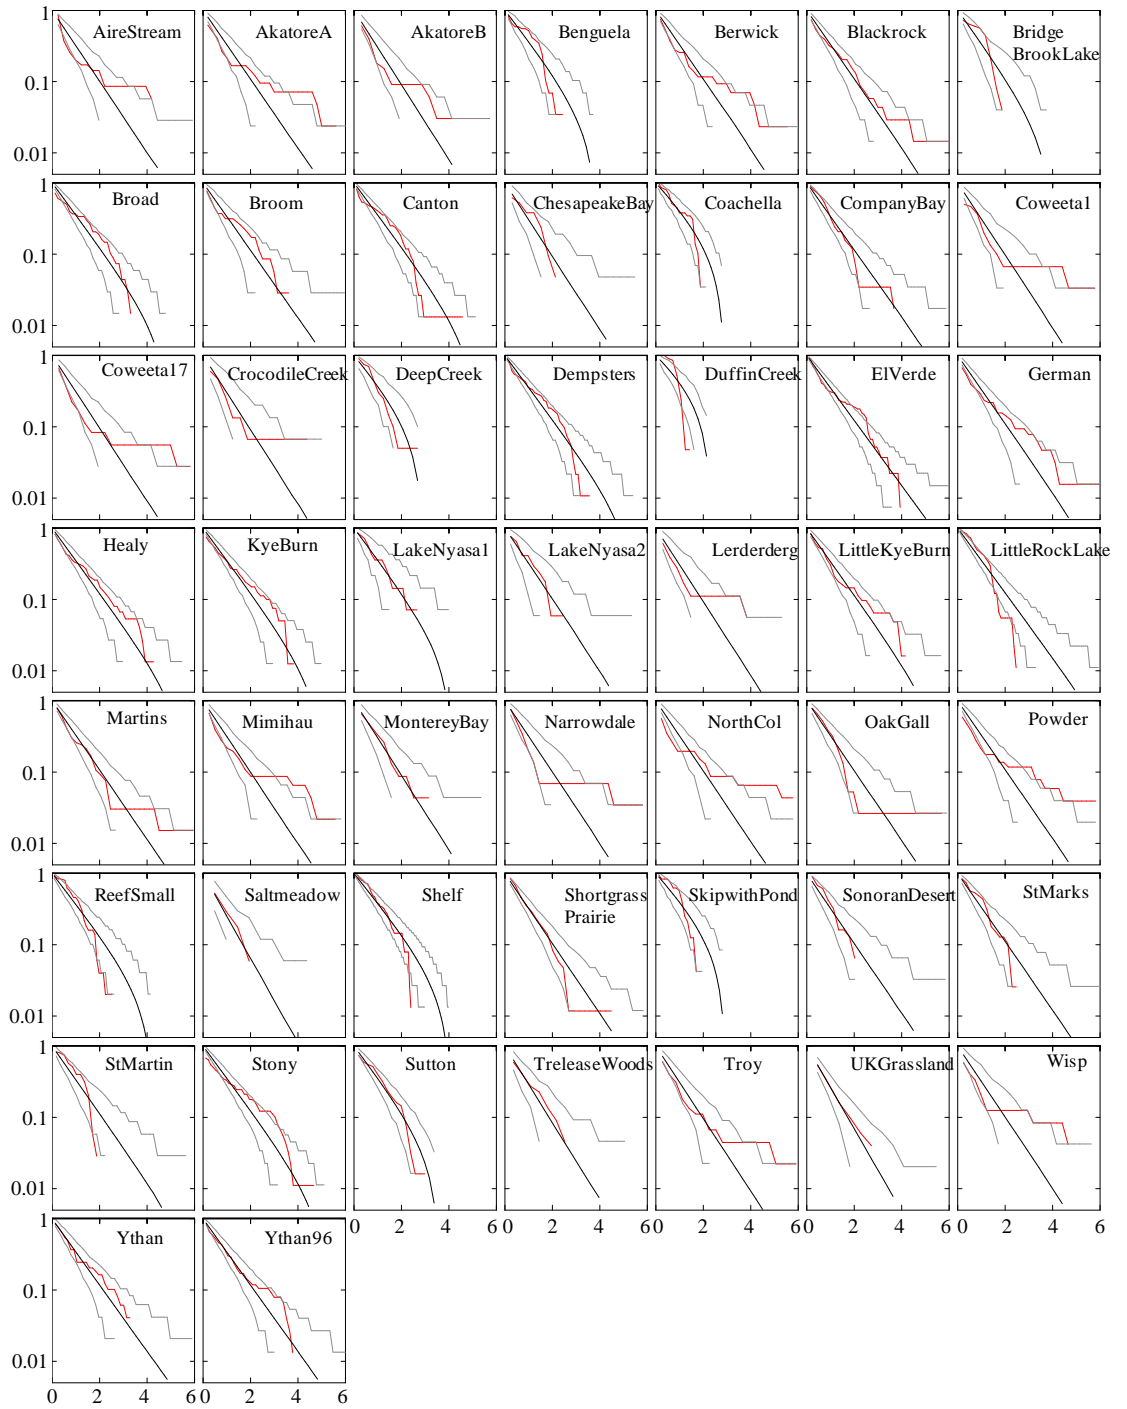 1 AireStream AkatoreA AkatoreB Benguela Berwick Blackrock Bridge
BrookLake
0.1
0.01
1 Broad Broom Canton ChesapeakeBay Coachella CompanyBay Coweeta1
0.1
0.01
1 Coweeta17 CrocodileCreek DeepCreek Dempsters DuffinCreek ElVerde German
0.1
0.01
1 Healy KyeBurn LakeNyasa1 LakeNyasa2 Lerderderg LittleKyeBurn LittleRockLake
0.1
0.01
1 Martins Mimihau MontereyBay Narrowdale NorthCol OakGall Powder
0.1
0.01
1 ReefSmall Saltmeadow Shelf Shortgrass SkipwithPond SonoranDesert StMarks
Prairie
0.1
0.01
1 StMartin Stony Sutton TreleaseWoods Troy UKGrassland Wisp
0.1
0.01
0 2 4 6 0 2 4 6 0 2 4 6 0 2 4 6 0 2 4 6
1 Ythan Ythan96
0.1
0.01
0 2 4 6 0 2 4 6